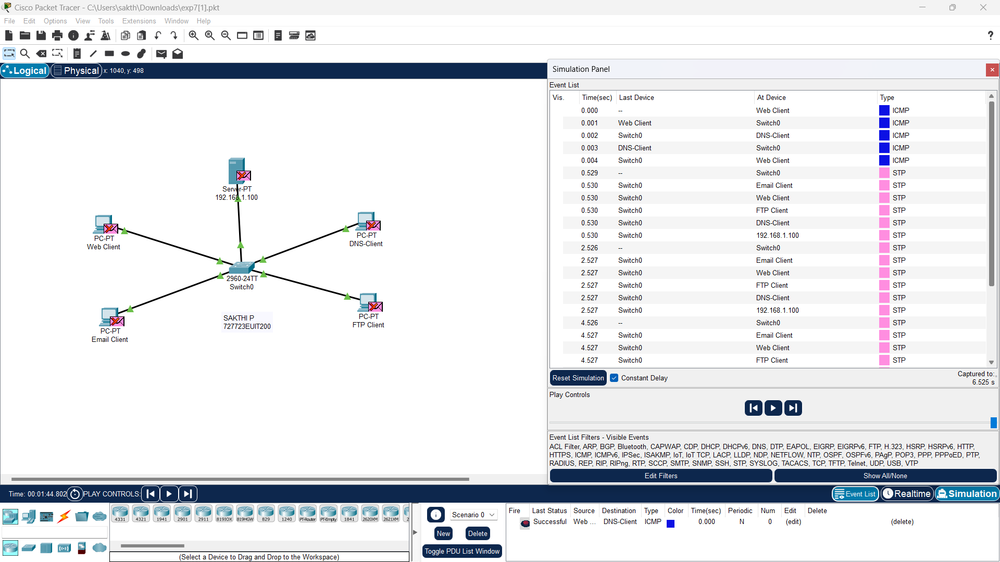 Cisco Packet Tracer - C:\Users\sakth\Downloads\exp7[1].pkt
File Edit Options View Tools Extensions Window Help
Logical Physical x: 1040, y: 498
Server-PT
192.168.1.100
PC-PT
Web Client
PC-PT
DNS-Client
2960-24TT
Switch0
PC-PT
Email Client
SAKTHI P
727723EUIT200
PC-PT
FTP Client
Simulation Panel
Event List
Vis. Time(sec) Last Device At Device Type
0.000 -- Web Client ICMP
0.001 Web Client Switch0 ICMP
0.002 Switch0 DNS-Client ICMP
0.003 DNS-Client Switch0 ICMP
0.004 Switch0 Web Client ICMP
0.529 -- Switch0 STP
0.530 Switch0 Email Client STP
0.530 Switch0 Web Client STP
0.530 Switch0 FTP Client STP
0.530 Switch0 DNS-Client STP
0.530 Switch0 192.168.1.100 STP
2.526 -- Switch0 STP
2.527 Switch0 Email Client STP
2.527 Switch0 Web Client STP
2.527 Switch0 FTP Client STP
2.527 Switch0 DNS-Client STP
2.527 Switch0 192.168.1.100 STP
4.526 -- Switch0 STP
4.527 Switch0 Email Client STP
4.527 Switch0 Web Client STP
4.527 Switch0 FTP Client STP
Reset Simulation Constant Delay Captured to:
6.525 s
Play Controls
Event List Filters - Visible Events
ACL Filter, ARP, BGP, Bluetooth, CAPWAP, CDP, DHCP, DHCPv6, DNS, DTP, EAPOL, EIGRP, EIGRPv6, FTP, H.323, HSRP, HSRPv6, HTTP,
HTTPS, ICMP, ICMPv6, IPSec, ISAKMP, IoT, IoT TCP, LACP, LLDP, NDP, NETFLOW, NTP, OSPF, OSPFv6, PAgP, POP3, PPP, PPPoED, PTP,
RADIUS, REP, RIP, RIPng, RTP, SCCP, SMTP, SNMP, SSH, STP, SYSLOG, TACACS, TCP, TFTP, Telnet, UDP, USB, VTP
Edit Filters Show All/None
Time: 00:01:44.802 PLAY CONTROLS: Event List Realtime Simulation
4331 4321 1941 2901 2911 819IOX 819HGW 829 1240 PT-Router PT-Empty 1841 2620XM 2621XM 2
(Select a Device to Drag and Drop to the Workspace)
Scenario 0
New Delete
Toggle PDU List Window
Fire Last Status Source Destination Type Color Time(sec) Periodic Num Edit Delete
Successful Web ... DNS-Client ICMP 0.000 N 0 (edit) (delete)